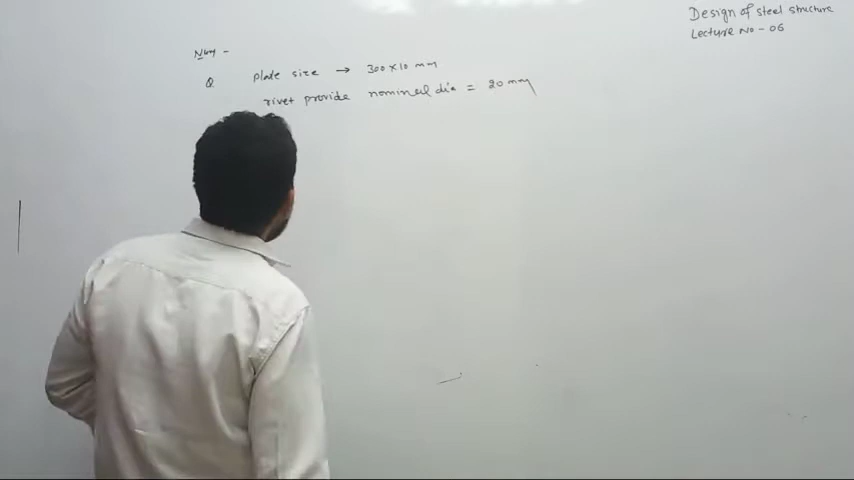 Design of steel structure
Lecture No - 06
Num -
Q plate size → 300 x 10 mm
rivet provide nominal dia = 20 mm